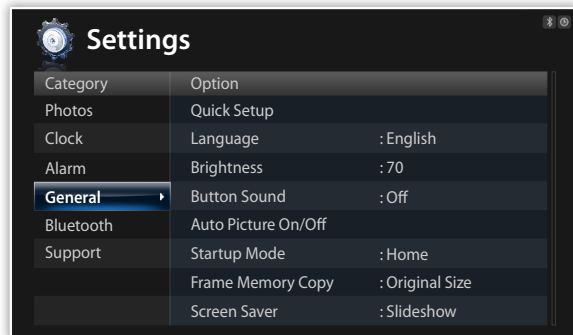 Settings
Category Option
Photos Quick Setup
Clock Language : English
Alarm Brightness : 70
General Button Sound : Off
Bluetooth Auto Picture On/Off
Support Startup Mode : Home
Frame Memory Copy : Original Size
Screen Saver : Slideshow